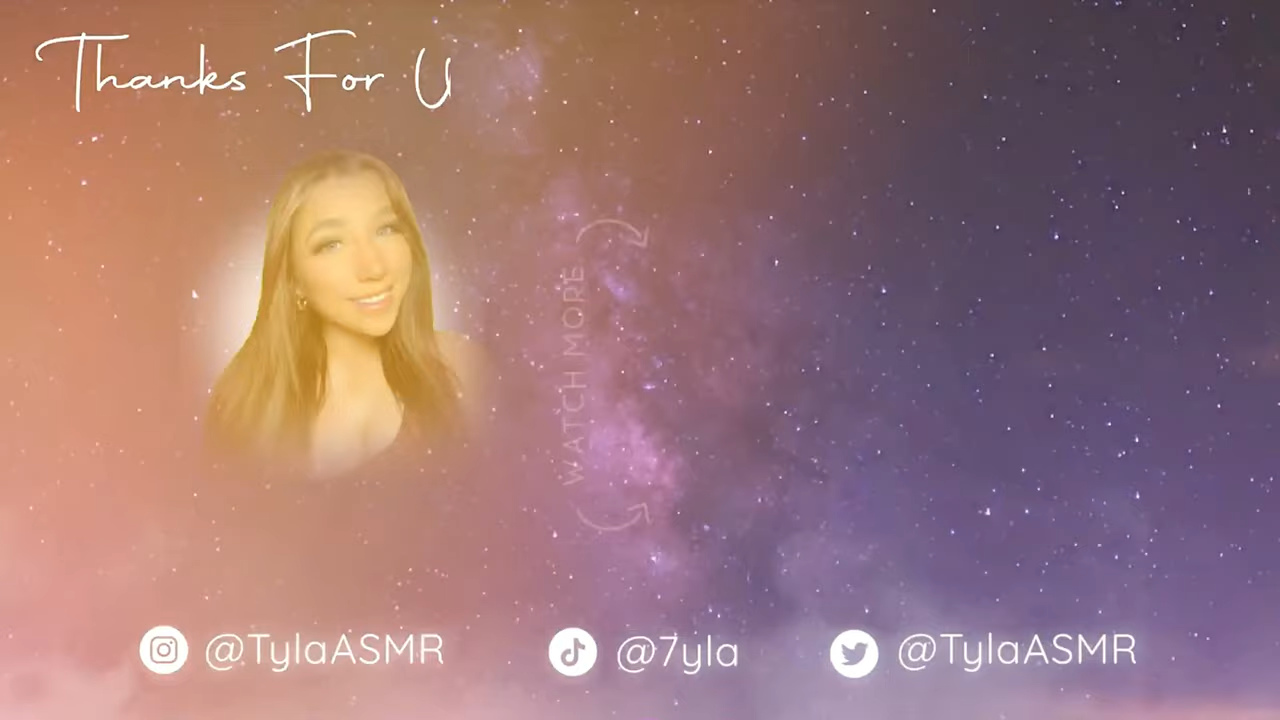 Thanks For U
WATCH MORE
@TylaASMR
@7yla
@TylaASMR